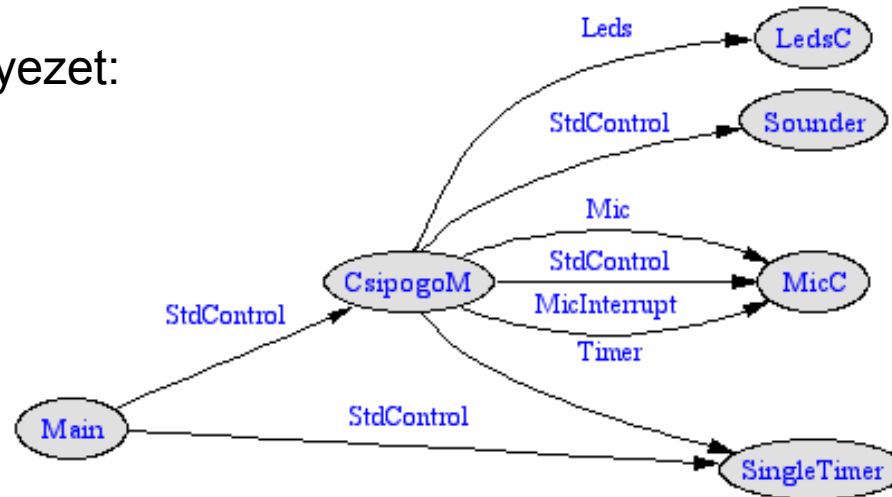 yezet:
Leds
LedsC
StdControl
Sounder
Mic
CsipogoM
StdControl
MicC
MicInterrupt
StdControl
Timer
Main
StdControl
SingleTimer